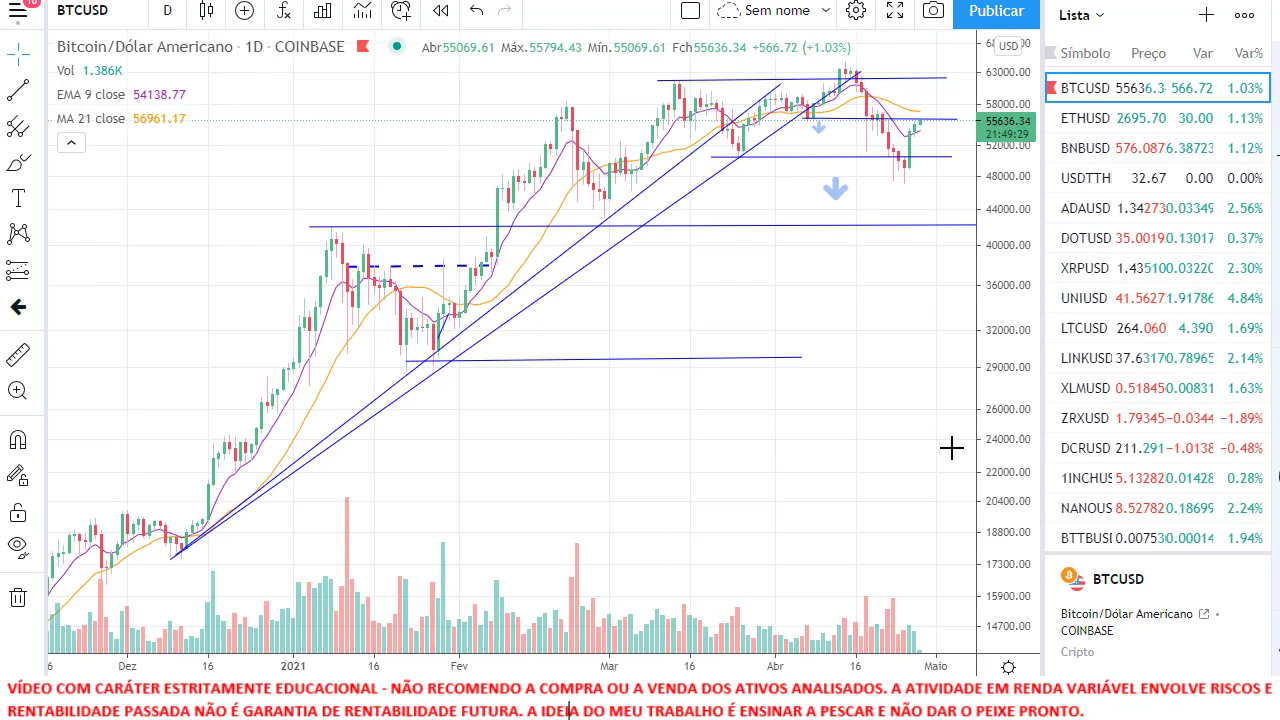 10
BTCUSD
D
Sem nome
Publicar
Lista
Bitcoin/Dólar Americano · 1D · COINBASE
Abr55069.61 Máx.55794.43 Mín.55069.61 Fch55636.34 +566.72 (+1.03%)
USD
Vol 1.386K
EMA 9 close 54138.77
MA 21 close 56961.17
63000.00
58000.00
55636.34
21:49:29
52000.00
48000.00
44000.00
40000.00
36000.00
32000.00
29000.00
26000.00
24000.00
22000.00
20400.00
18800.00
17300.00
15900.00
14700.00
6 Dez 16 2021 16 Fev Mar 16 Abr 16 Maio
Símbolo Preço Var Var%
BTCUSD 55636.3 566.72 1.03%
ETHUSD 2695.70 30.00 1.13%
BNBUSD 576.087 6.38723 1.12%
USDTTH 32.67 0.00 0.00%
ADAUSD 1.34273 0.03349 2.56%
DOTUSD 35.0019 0.13017 0.37%
XRPUSD 1.43510 0.03220 2.30%
UNIUSD 41.5627 1.91786 4.84%
LTCUSD 264.060 4.390 1.69%
LINKUSD 37.6317 0.78965 2.14%
XLMUSD 0.51845 0.00831 1.63%
ZRXUSD 1.79345 -0.0344 -1.89%
DCRUSD 211.291 -1.0138 -0.48%
1INCHUS 5.13282 0.01428 0.28%
NANOUS 8.52782 0.18699 2.24%
BTTBUSI 0.00753 0.00014 1.94%
BTCUSD
Bitcoin/Dólar Americano
COINBASE
Cripto
VÍDEO COM CARÁTER ESTRITAMENTE EDUCACIONAL - NÃO RECOMENDO A COMPRA OU A VENDA DOS ATIVOS ANALISADOS. A ATIVIDADE EM RENDA VARIÁVEL ENVOLVE RISCOS E
RENTABILIDADE PASSADA NÃO É GARANTIA DE RENTABILIDADE FUTURA. A IDEIA DO MEU TRABALHO É ENSINAR A PESCAR E NÃO DAR O PEIXE PRONTO.